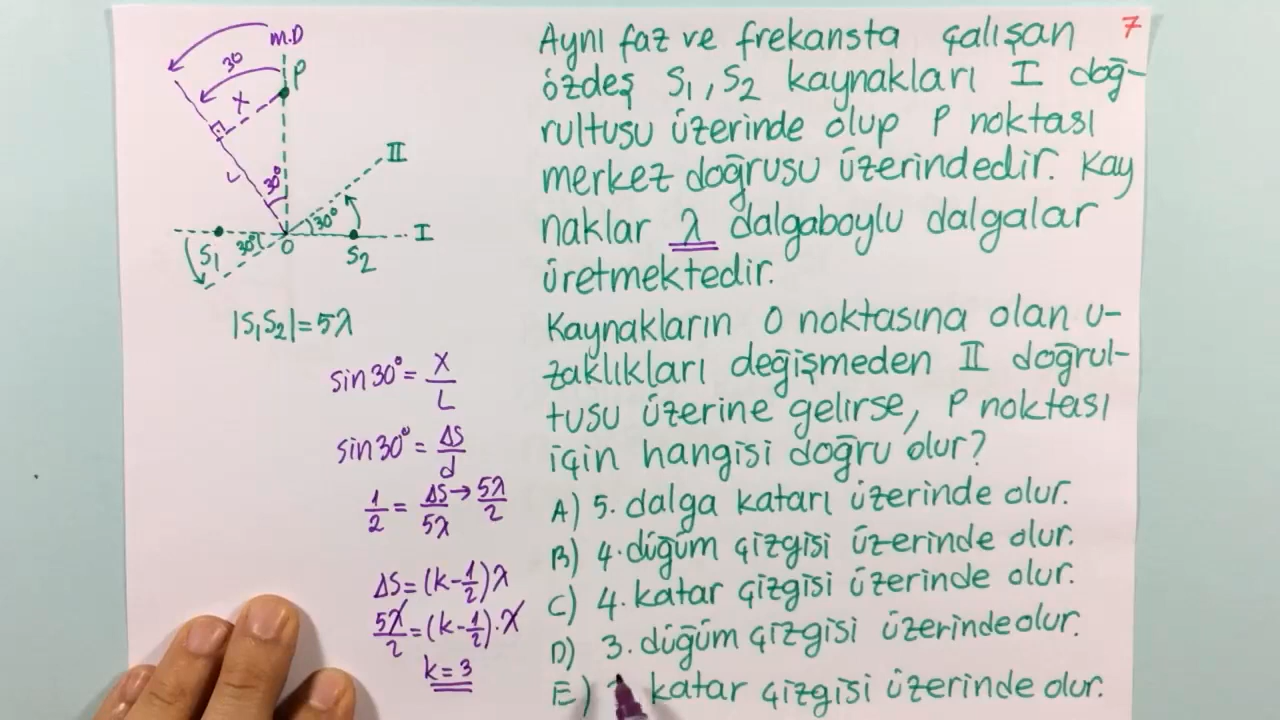 7
Aynı faz ve frekansta çalışan
özdeş S₁, S₂ kaynakları I doğ-
rultusu üzerinde olup P noktası
merkez doğrusu üzerindedir. Kay
naklar λ dalgaboylu dalgalar
üretmektedir.
Kaynakların O noktasına olan u-
zaklıkları değişmeden II doğrul-
tusu üzerine gelirse, P noktası
için hangisi doğru olur?
A) 5. dalga katarı üzerinde olur.
B) 4. düğüm çizgisi üzerinde olur.
C) 4. katar çizgisi üzerinde olur.
D) 3. düğüm çizgisi üzerinde olur.
E) katar çizgisi üzerinde olur.
M.D
30
P
X
L
30°
II
30°
I
S₁
30°
O
S₂
|S₁S₂| = 5λ
sin30° = X/L
sin30° = ΔS/d
1/2 = ΔS/5λ → 5λ/2
ΔS = (k - 1/2) λ
5λ/2 = (k - 1/2) . λ
k = 3